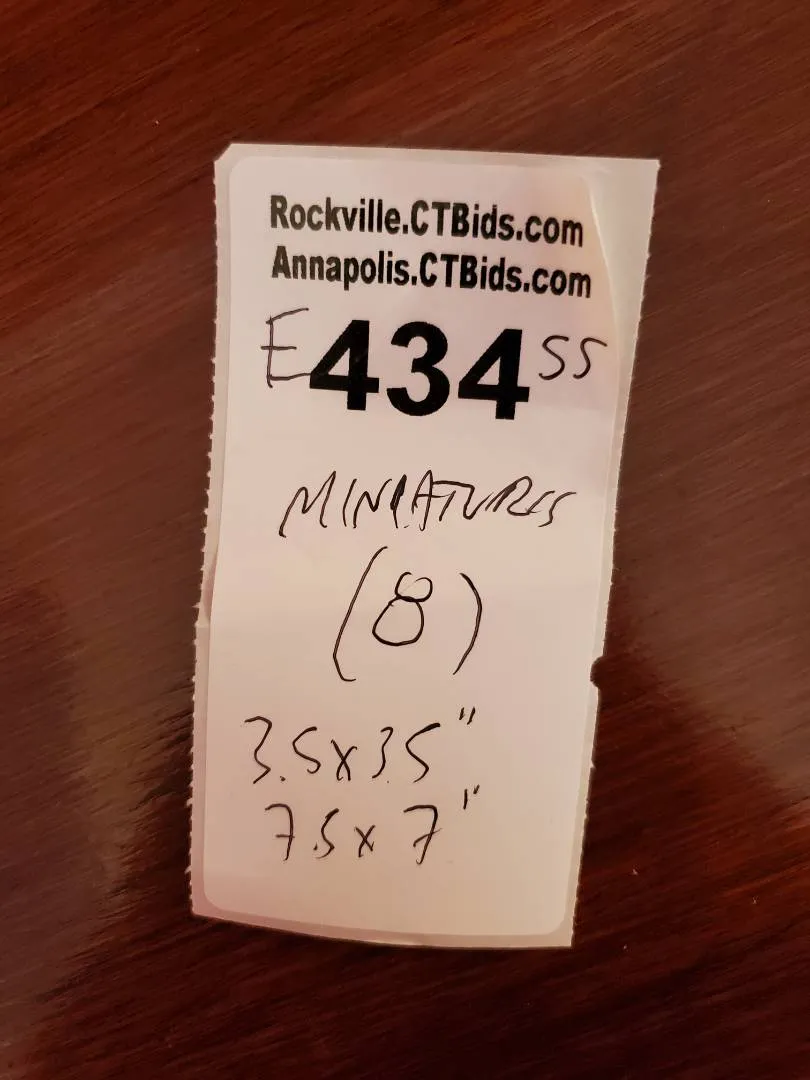 Rockville.CTBids.com
Annapolis.CTBids.com
E434SS
MINIATURES
(8)
3.5x3.5"
7.5x7"